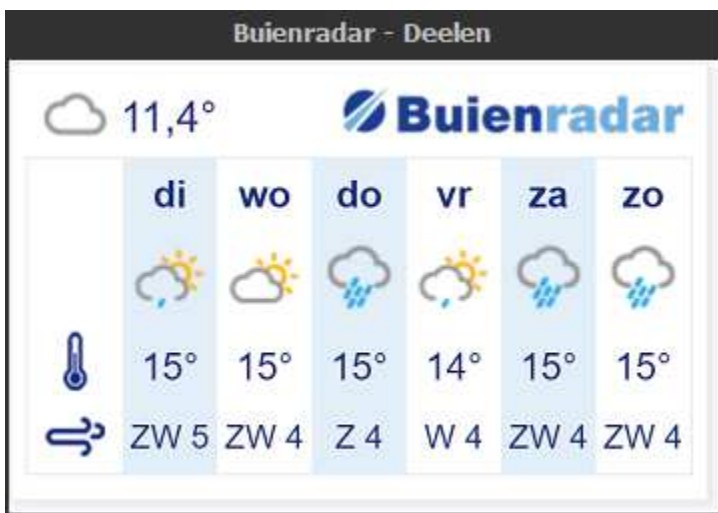 Buienradar - Deelen
11,4° Buienradar
di wo do vr za zo
15° 15° 15° 14° 15° 15°
ZW 5 ZW 4 Z 4 W 4 ZW 4 ZW 4